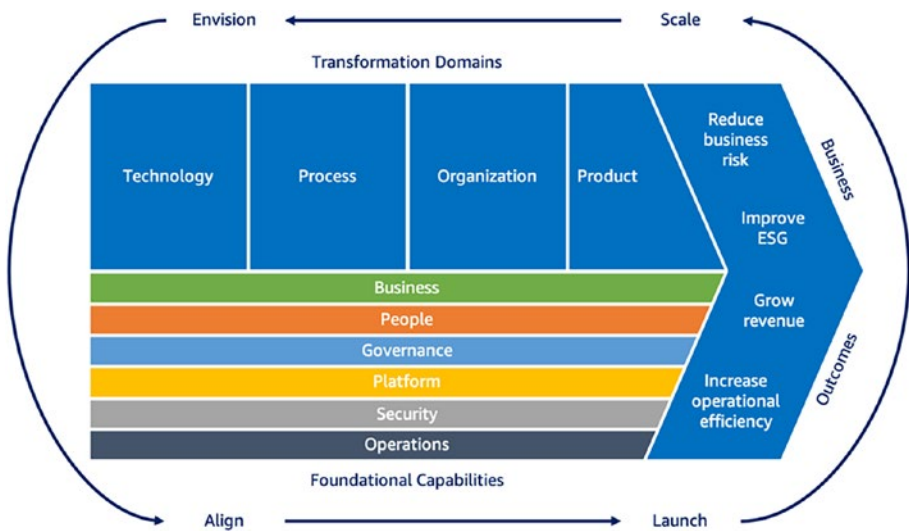 Envision
Scale
Transformation Domains
Technology
Process
Organization
Product
Reduce
business
risk
Improve
ESG
Grow
revenue
Increase
operational
efficiency
Business
Outcomes
Business
People
Governance
Platform
Security
Operations
Foundational Capabilities
Align
Launch